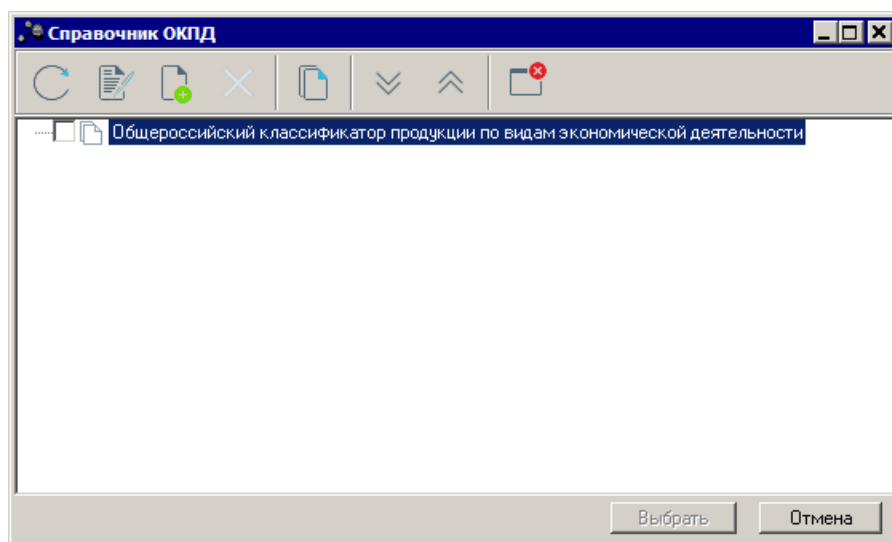 Справочник ОКПД
Общероссийский классификатор продукции по видам экономической деятельности
Выбрать
Отмена